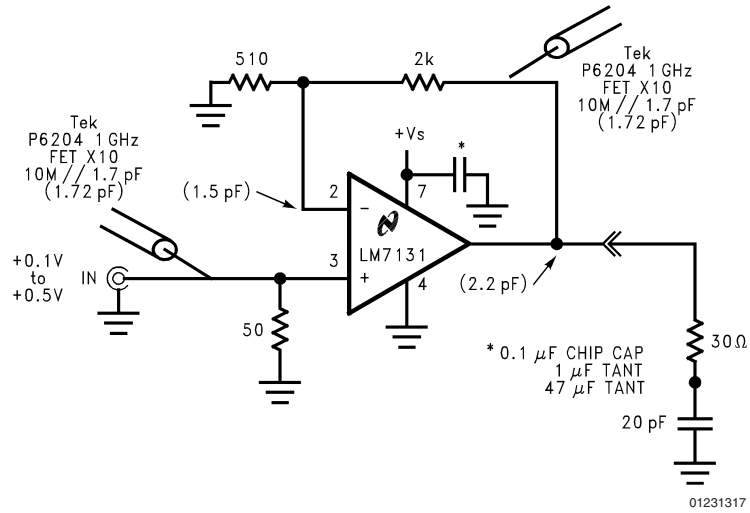 510
2k
Tek
P6204 1 GHz
FET X10
10M // 1.7 pF
(1.72 pF)
Tek
P6204 1 GHz
FET X10
10M // 1.7 pF
(1.72 pF)
+Vs
*
(1.5 pF)
2
7
−
LM7131
3
+
4
+0.1V
to
+0.5V
IN
(2.2 pF)
50
30Ω
* 0.1 μF CHIP CAP
1 μF TANT
47 μF TANT
20 pF
01231317